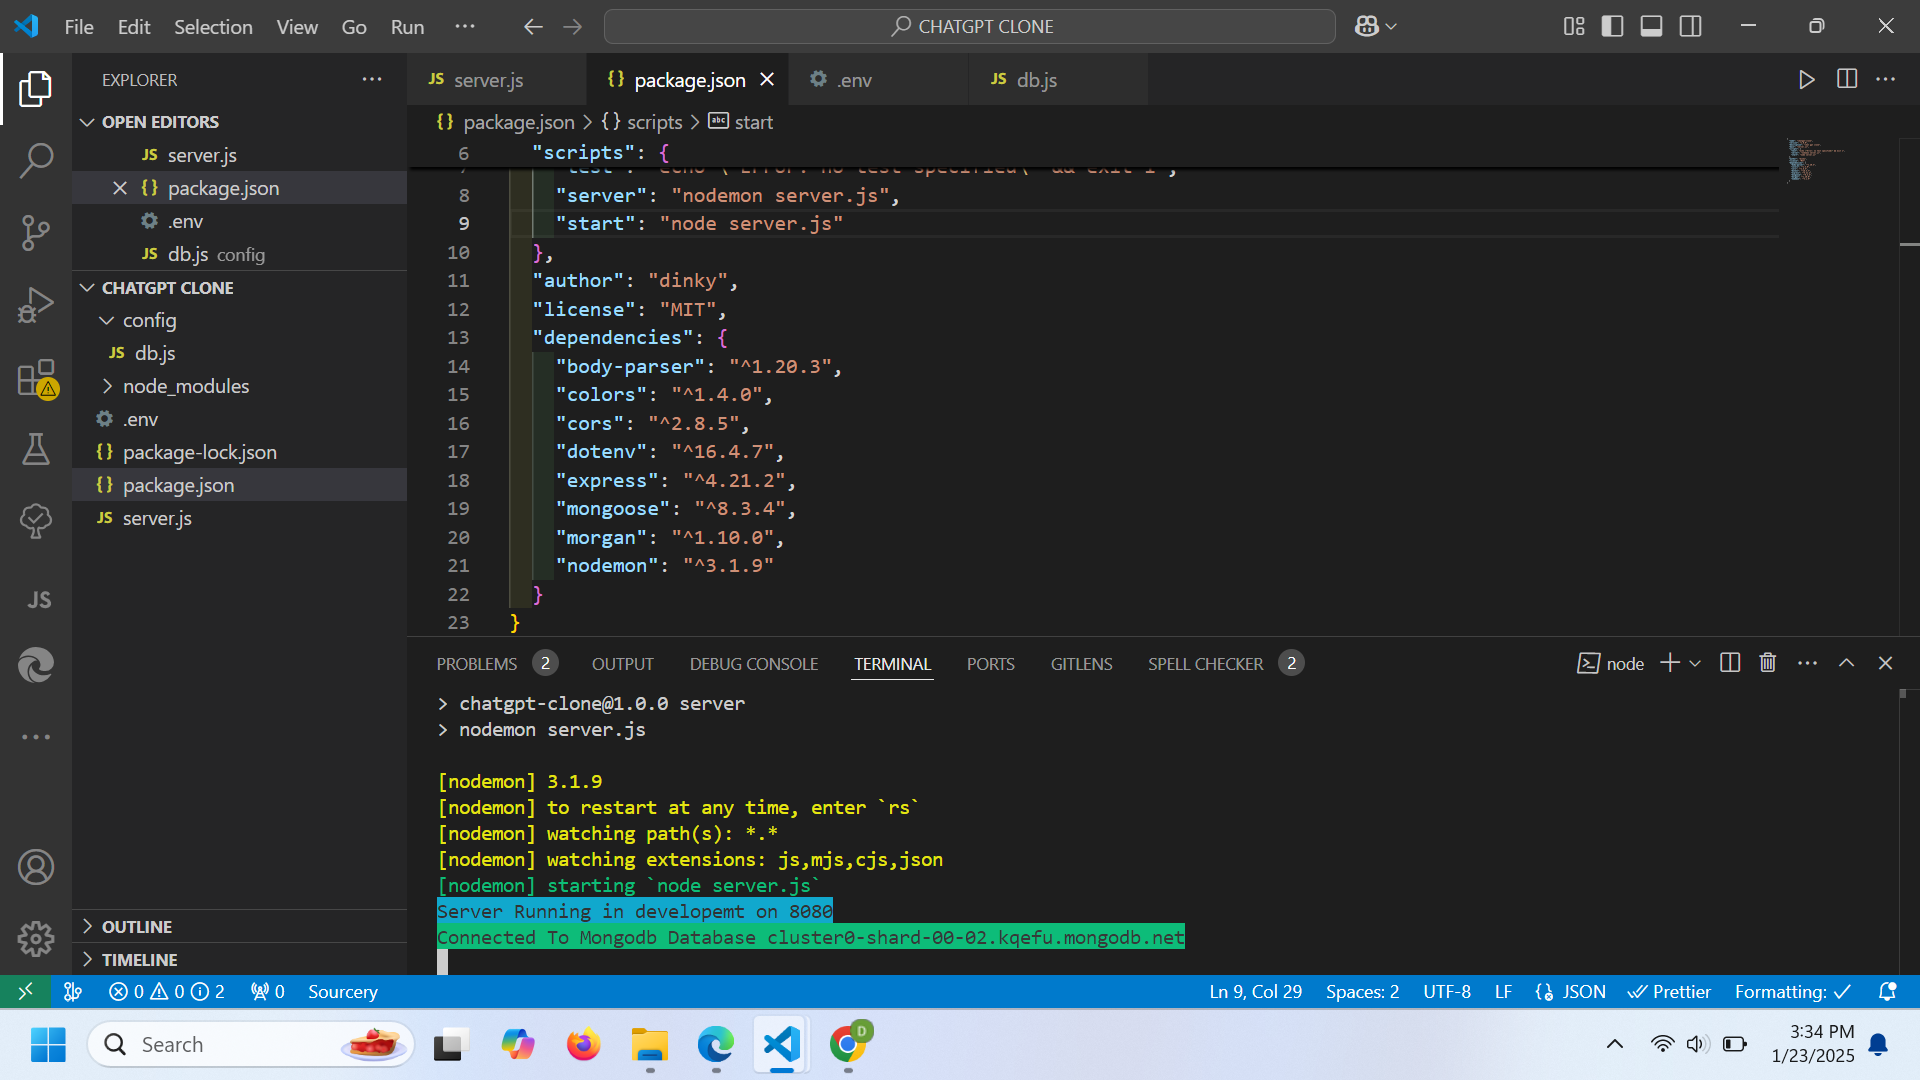 File Edit Selection View Go Run ··· CHATGPT CLONE
EXPLORER ···
OPEN EDITORS
JS server.js
{} package.json
.env
JS db.js config
CHATGPT CLONE
config
JS db.js
node_modules
.env
{} package-lock.json
{} package.json
JS server.js
OUTLINE
TIMELINE
JS
JS server.js {} package.json .env JS db.js
{} package.json > {} scripts > abc start
6 "scripts": {
8 "server": "nodemon server.js",
9 "start": "node server.js"
10 },
11 "author": "dinky",
12 "license": "MIT",
13 "dependencies": {
14 "body-parser": "^1.20.3",
15 "colors": "^1.4.0",
16 "cors": "^2.8.5",
17 "dotenv": "^16.4.7",
18 "express": "^4.21.2",
19 "mongoose": "^8.3.4",
20 "morgan": "^1.10.0",
21 "nodemon": "^3.1.9"
22 }
23 }
PROBLEMS 2 OUTPUT DEBUG CONSOLE TERMINAL PORTS GITLENS SPELL CHECKER 2 node
> chatgpt-clone@1.0.0 server
> nodemon server.js
[nodemon] 3.1.9
[nodemon] to restart at any time, enter `rs`
[nodemon] watching path(s): *.*
[nodemon] watching extensions: js,mjs,cjs,json
[nodemon] starting `node server.js`
Server Running in developemt on 8080
Connected To Mongodb Database cluster0-shard-00-02.kqefu.mongodb.net
0 0 2 0 Sourcery Ln 9, Col 29 Spaces: 2 UTF-8 LF {} JSON Prettier Formatting: ✓
Search D 3:34 PM
1/23/2025